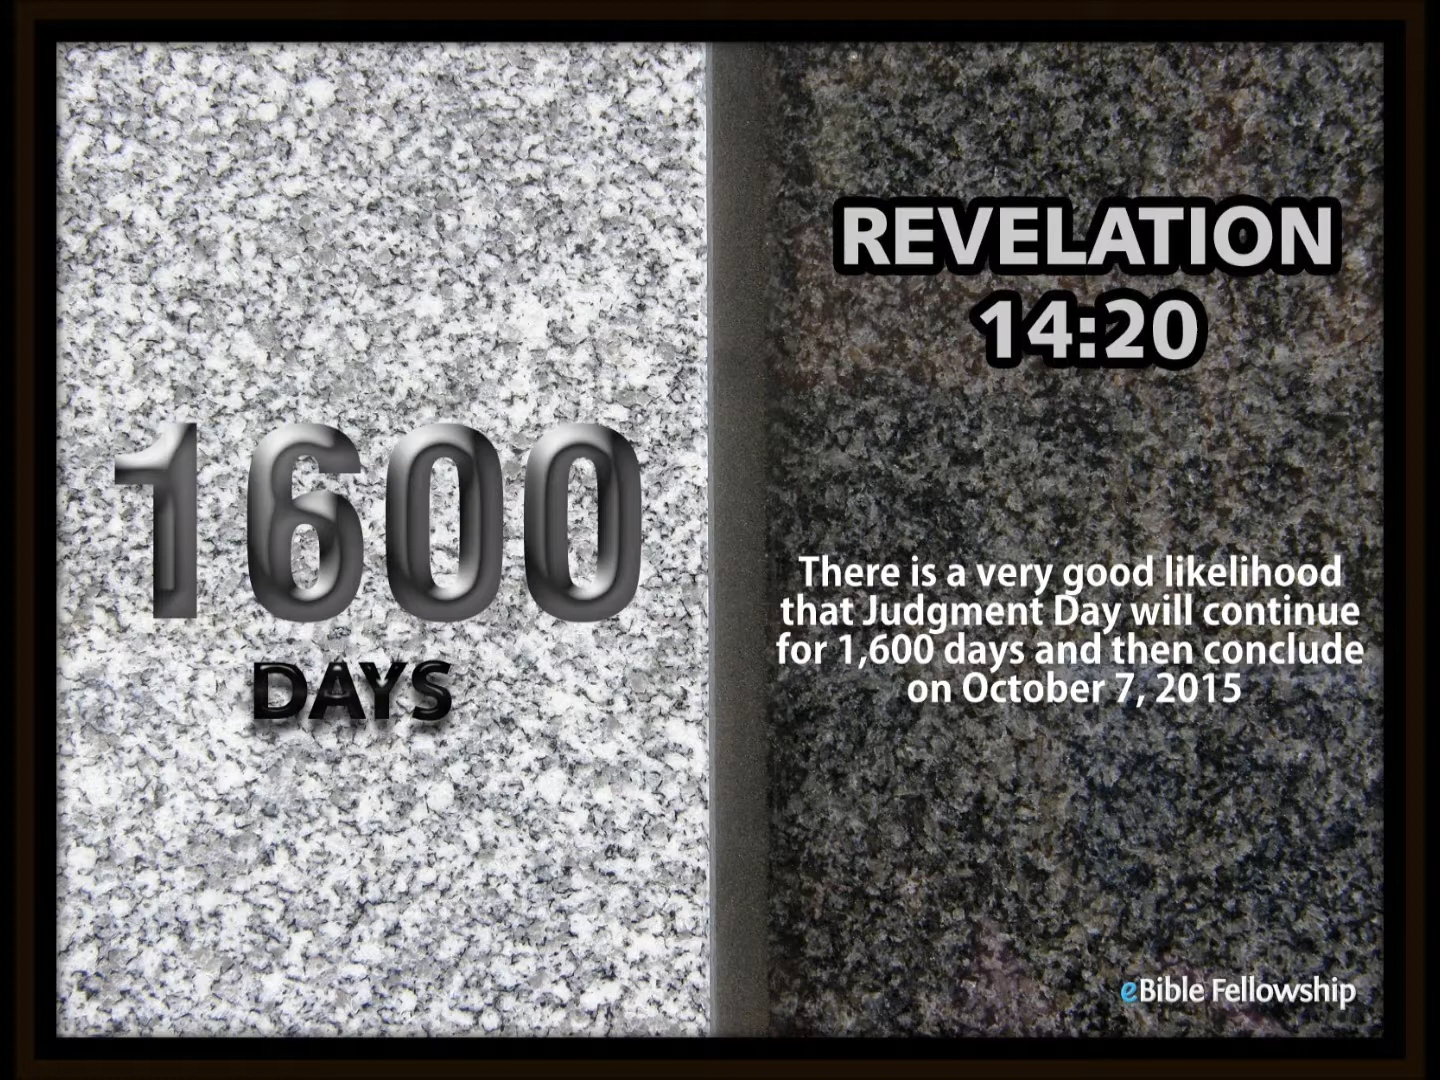 1600
DAYS
REVELATION
14:20
There is a very good likelihood
that Judgment Day will continue
for 1,600 days and then conclude
on October 7, 2015
eBible Fellowship